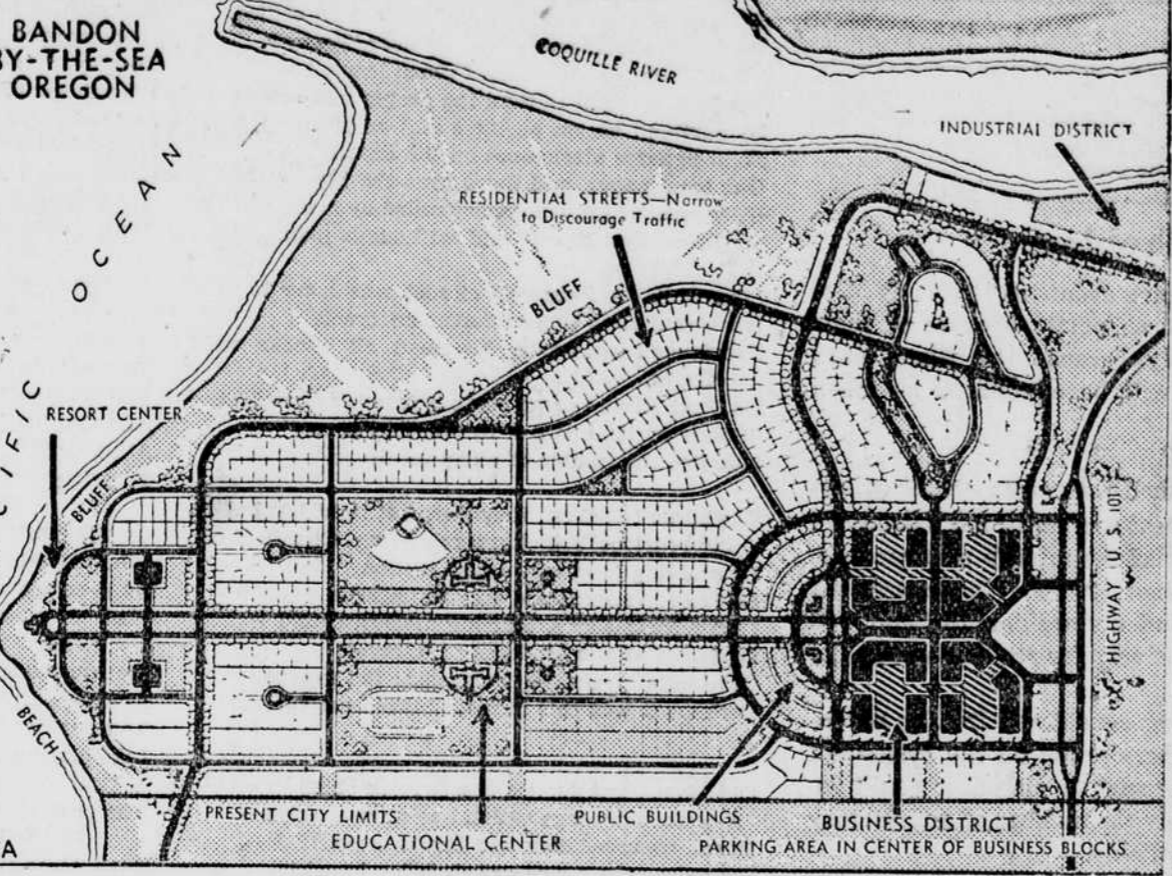 BANDON
BY-THE-SEA
OREGON
COQUILLE RIVER
INDUSTRIAL DISTRICT
RESIDENTIAL STREETS—Narrow
to Discourage Traffic
OCEAN
BLUFF
CIFIC
RESORT CENTER
BLUFF
HIGHWAY (U.S. 101)
BEACH
PRESENT CITY LIMITS
EDUCATIONAL CENTER
PUBLIC BUILDINGS
BUSINESS DISTRICT
PARKING AREA IN CENTER OF BUSINESS BLOCKS
A